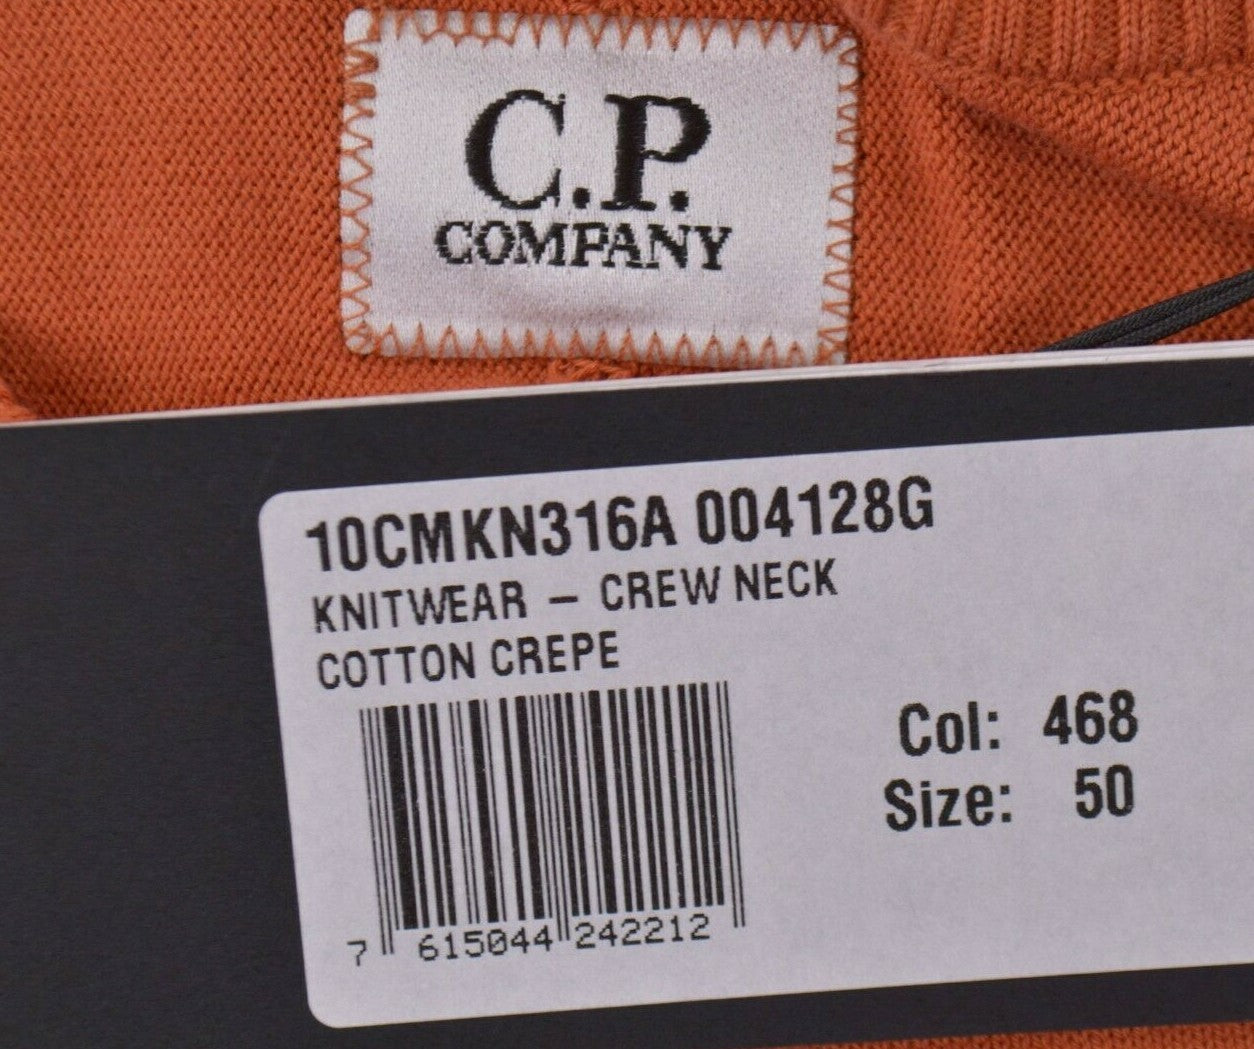 C.P.
COMPANY
10CMKN316A 004128G
KNITWEAR – CREW NECK
COTTON CREPE
Col: 468
Size: 50
7 615044 242212